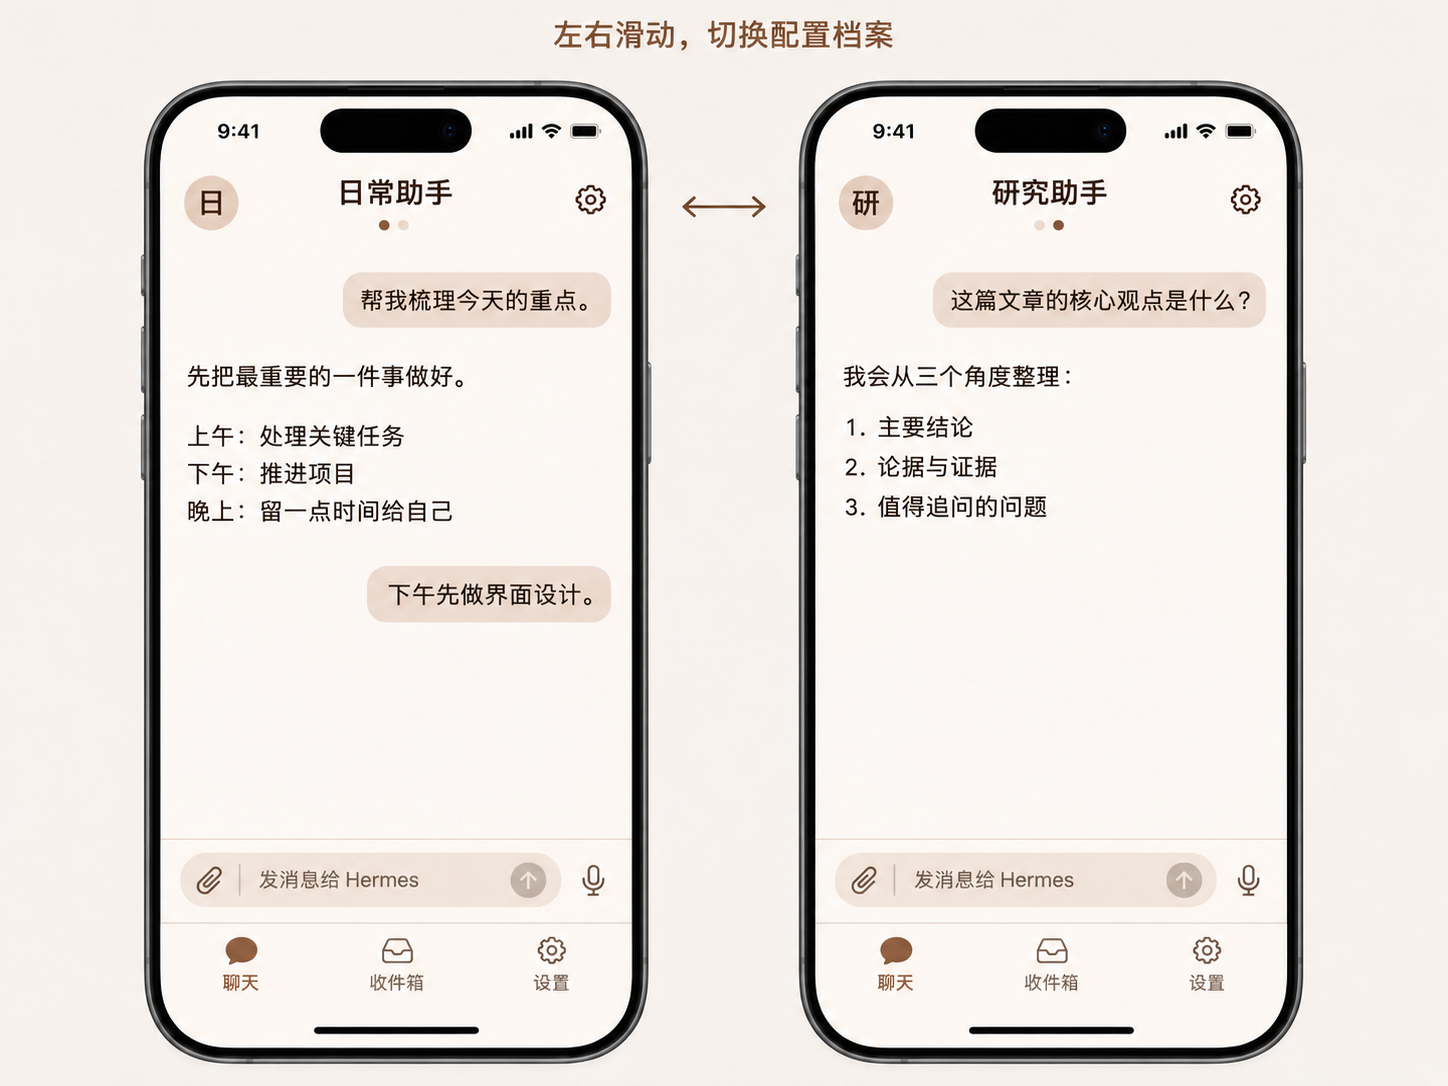 左右滑动，切换配置档案
9:41
日
日常助手
帮我梳理今天的重点。
先把最重要的一件事做好。
上午：处理关键任务
下午：推进项目
晚上：留一点时间给自己
下午先做界面设计。
发消息给 Hermes
聊天
收件箱
设置
9:41
研
研究助手
这篇文章的核心观点是什么？
我会从三个角度整理：
1. 主要结论
2. 论据与证据
3. 值得追问的问题
发消息给 Hermes
聊天
收件箱
设置